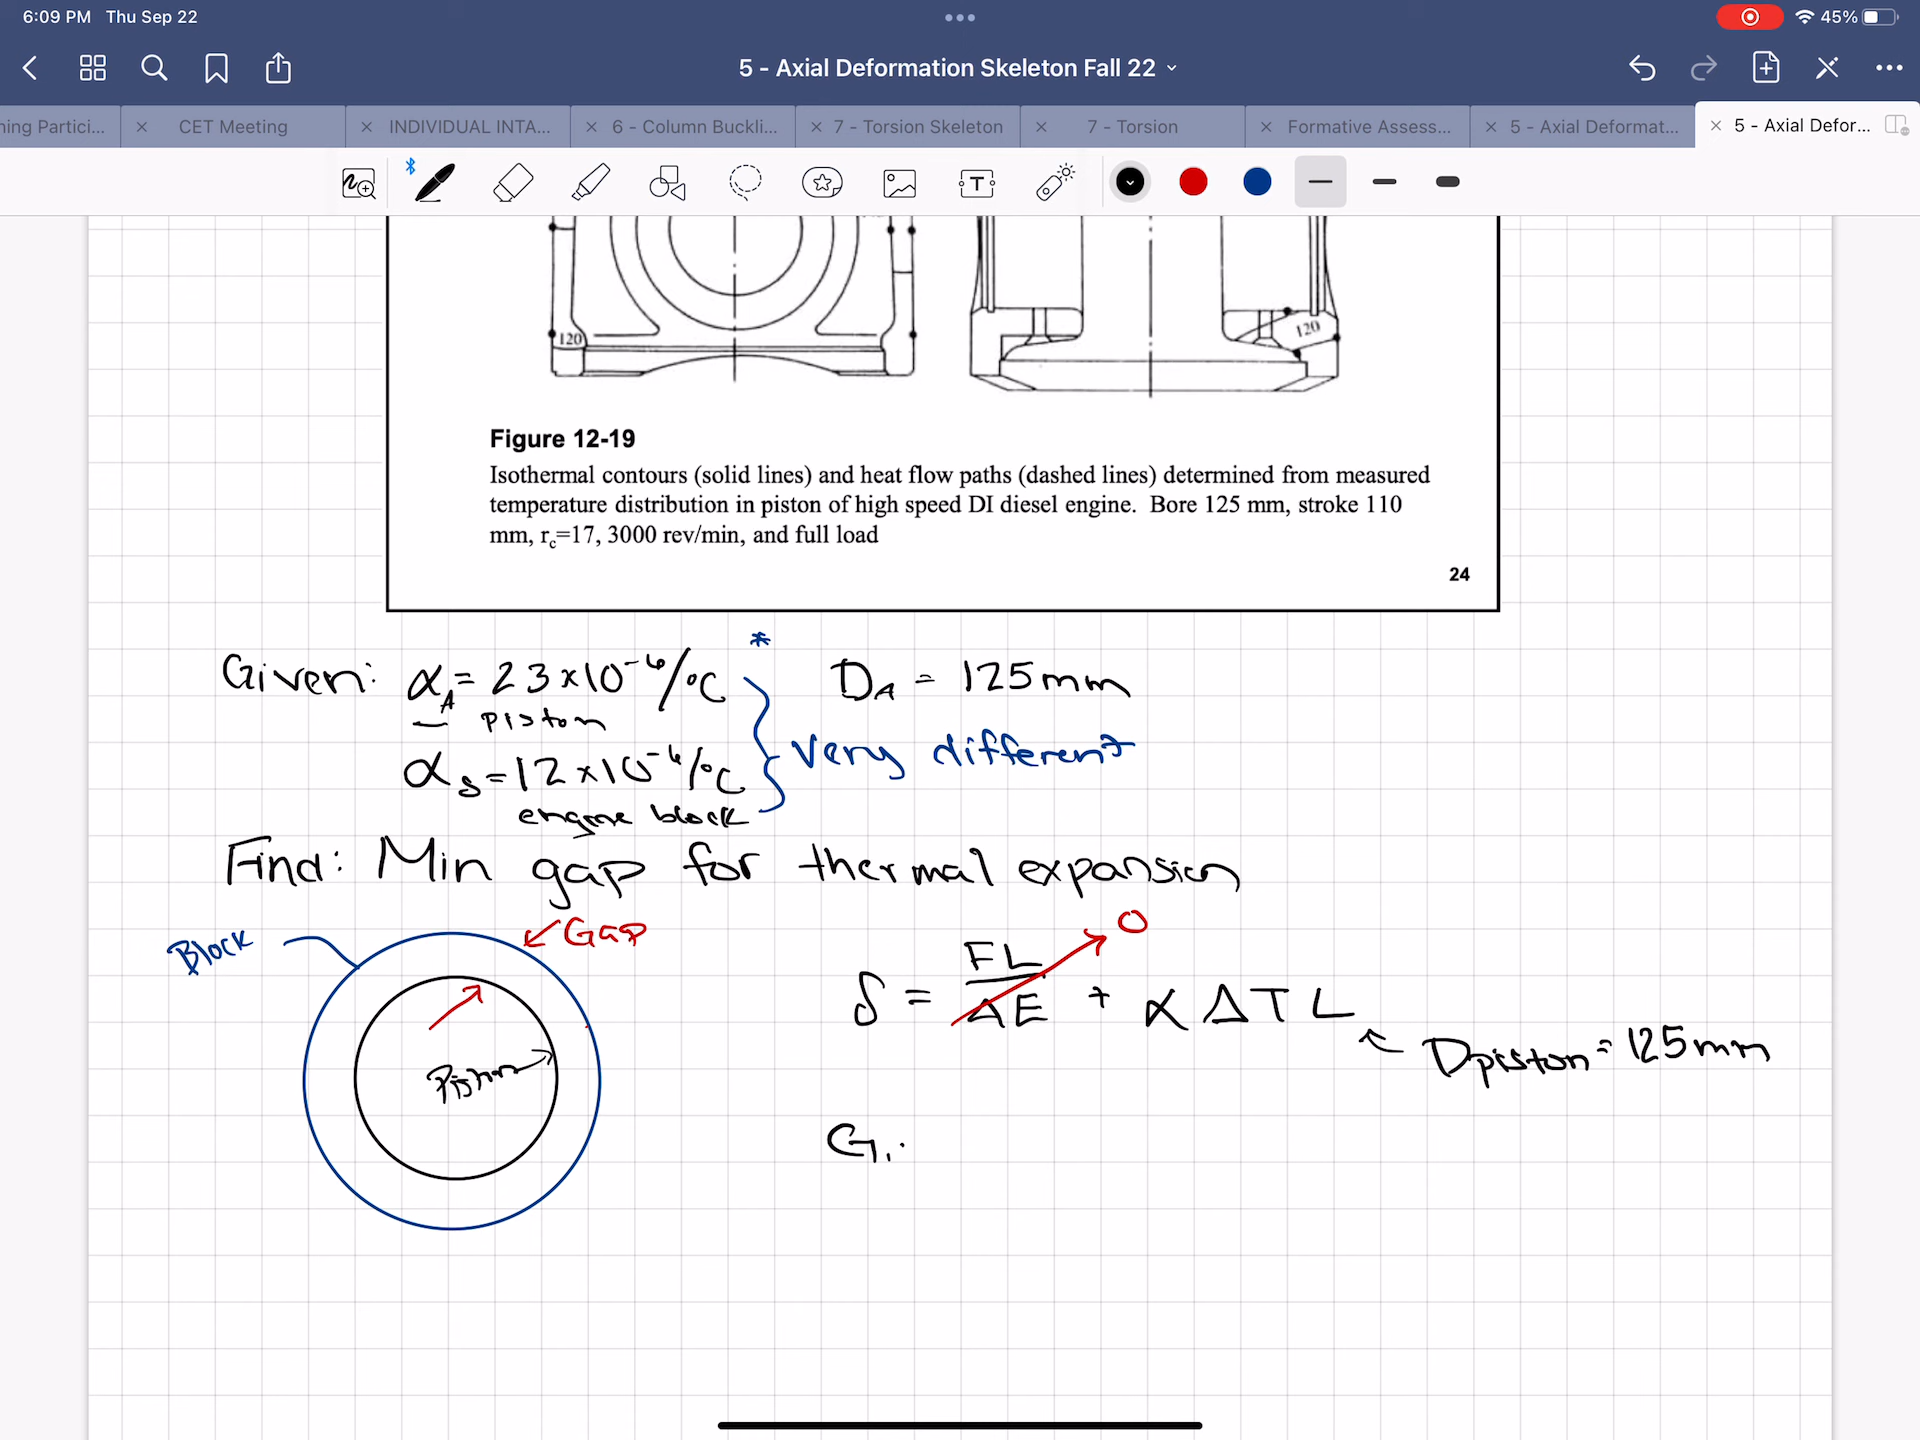 6:09 PM Thu Sep 22
45%
5 - Axial Deformation Skeleton Fall 22
ning Partici...
CET Meeting
INDIVIDUAL INTA...
6 - Column Buckli...
7 - Torsion Skeleton
7 - Torsion
Formative Assess...
5 - Axial Deformat...
5 - Axial Defor...
T
120
120
Figure 12-19
Isothermal contours (solid lines) and heat flow paths (dashed lines) determined from measured
temperature distribution in piston of high speed DI diesel engine. Bore 125 mm, stroke 110
mm, r_c=17, 3000 rev/min, and full load
24
*
Given: α_A = 23×10^-6/°C D_A = 125mm
piston
very different
α_s = 12×10^-6/°C
engine block
Find: Min gap for thermal expansion
Block
Gap
Piston
δ = FL/AE + α ΔT L
0
Dpiston = 125mm
G